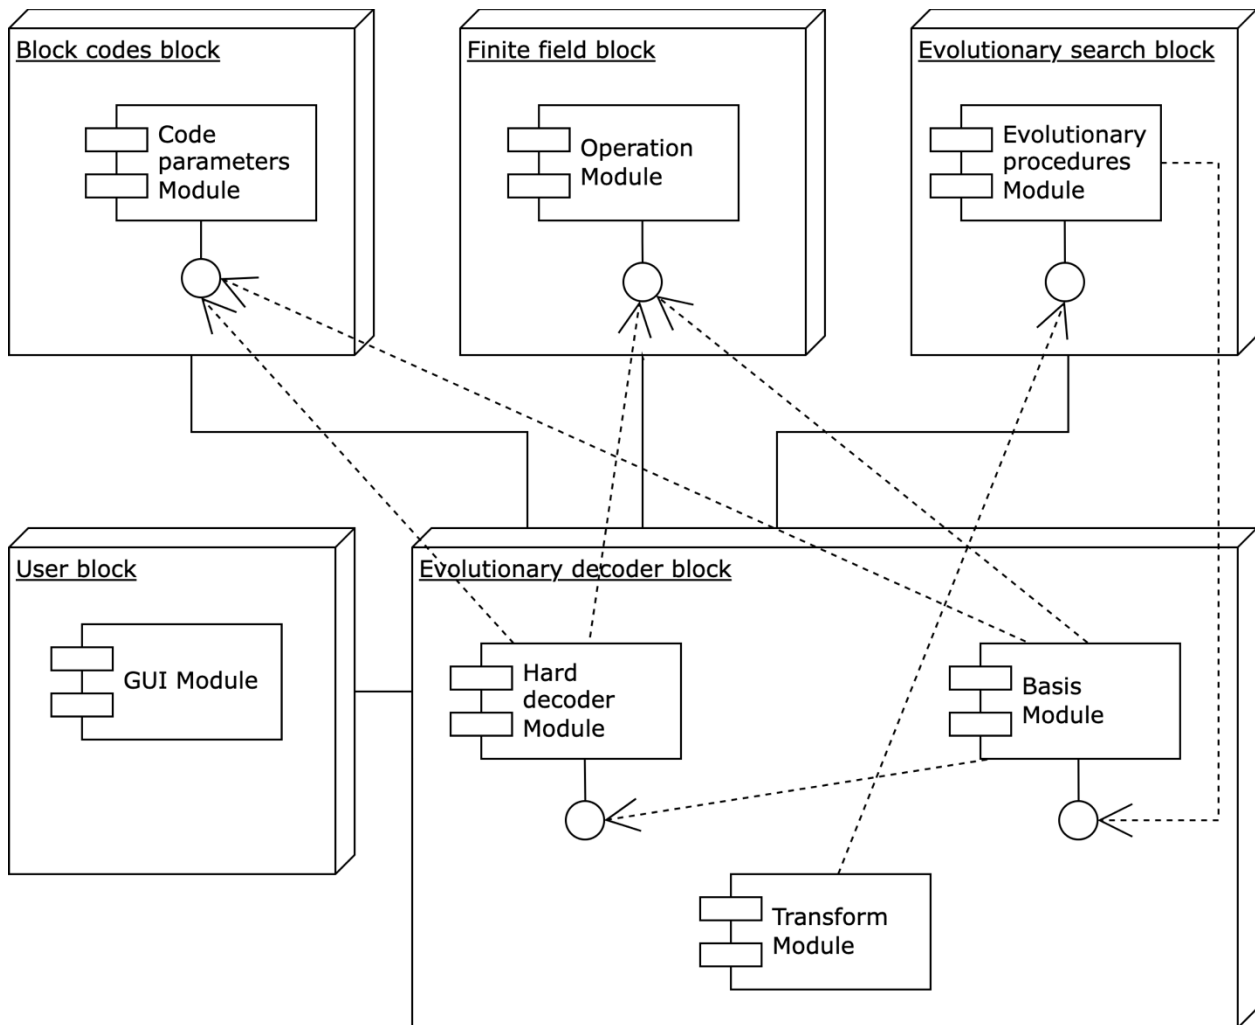 Block codes block
Code
parameters
Module
Finite field block
Operation
Module
Evolutionary search block
Evolutionary
procedures
Module
User block
GUI Module
Evolutionary decoder block
Hard
decoder
Module
Basis
Module
Transform
Module